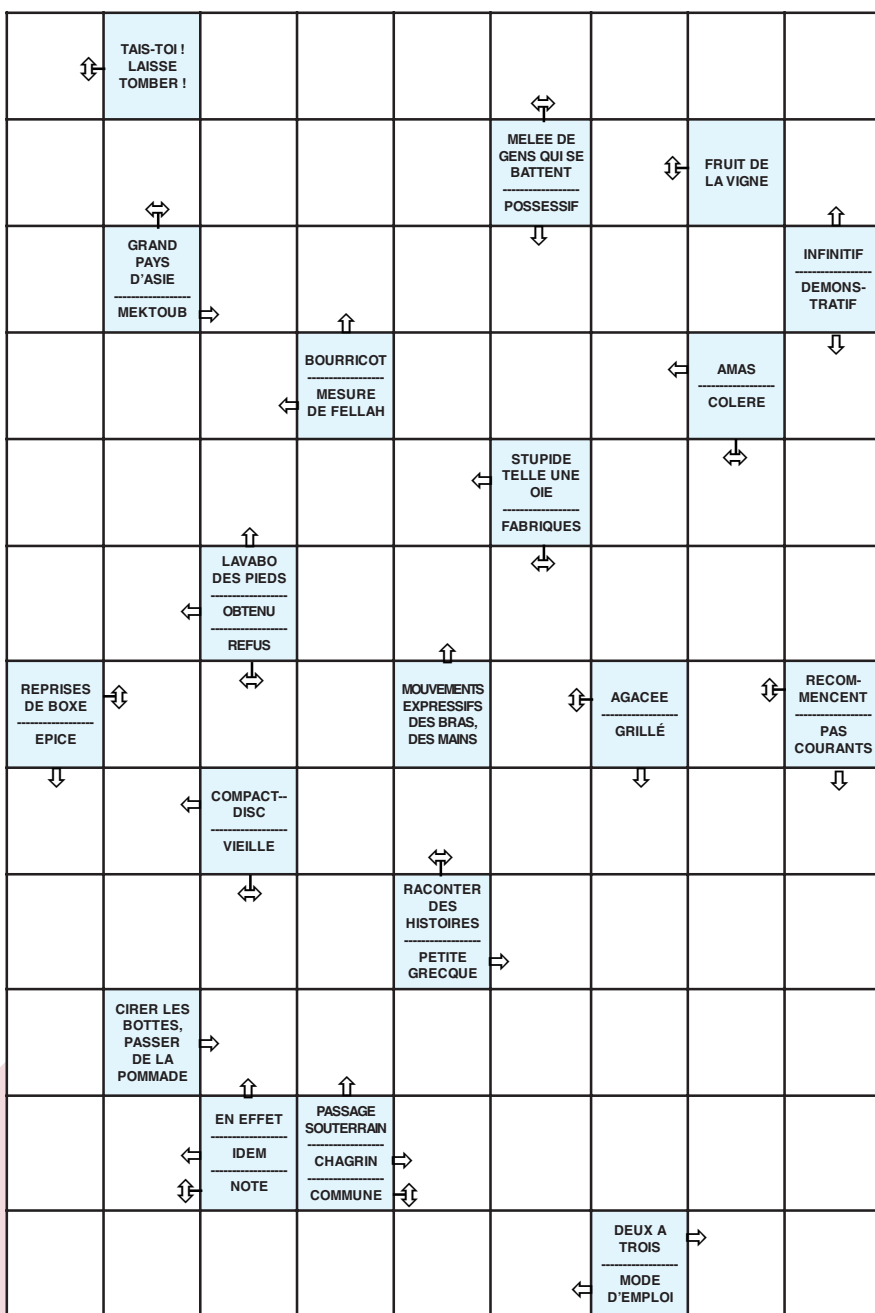 TAIS-TOI !
LAISSE
TOMBER !
MELEE DE
GENS QUI SE
BATTENT
POSSESSIF
FRUIT DE
LA VIGNE
GRAND
PAYS
D'ASIE
MEKTOUB
INFINITIF
DEMONS-
TRATIF
BOURRICOT
MESURE
DE FELLAH
AMAS
COLERE
STUPIDE
TELLE UNE
OIE
FABRIQUES
LAVABO
DES PIEDS
OBTENU
REFUS
REPRISES
DE BOXE
EPICE
MOUVEMENTS
EXPRESSIFS
DES BRAS,
DES MAINS
AGACEE
GRILLÉ
RECOM-
MENCENT
PAS
COURANTS
COMPACT--
DISC
VIEILLE
RACONTER
DES
HISTOIRES
PETITE
GRECQUE
CIRER LES
BOTTES,
PASSER
DE LA
POMMADE
EN EFFET
IDEM
NOTE
PASSAGE
SOUTERRAIN
CHAGRIN
COMMUNE
DEUX A
TROIS
MODE
D'EMPLOI